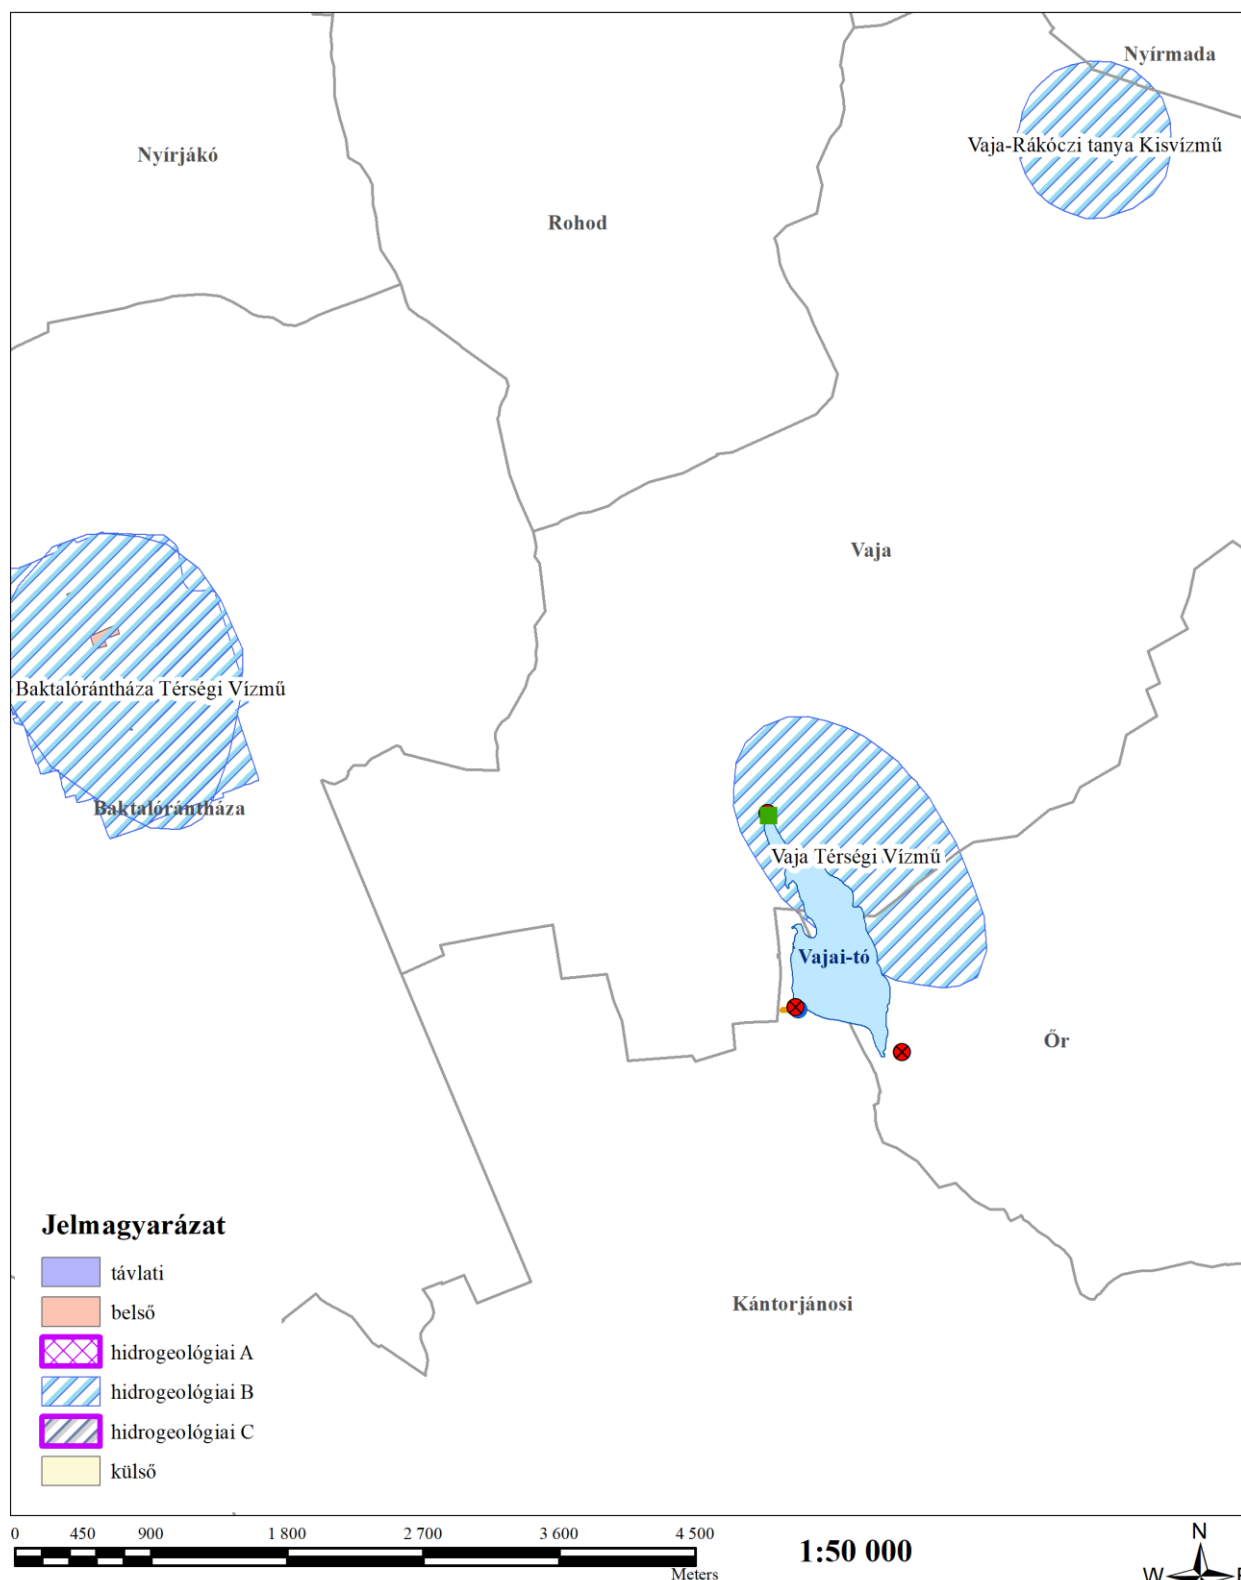 Nyírmada
Vaja-Rákóczi tanya Kisvízmű
Nyírjákó
Rohod
Vaja
Baktalórántháza Térségi Vízmű
Baktalórántháza
Vaja Térségi Vízmű
Vajai-tó
Őr
Kántorjánosi
Jelmagyarázat
távlati
belső
hidrogeológiai A
hidrogeológiai B
hidrogeológiai C
külső
0 450 900 1 800 2 700 3 600 4 500
Meters
1:50 000
N
W E